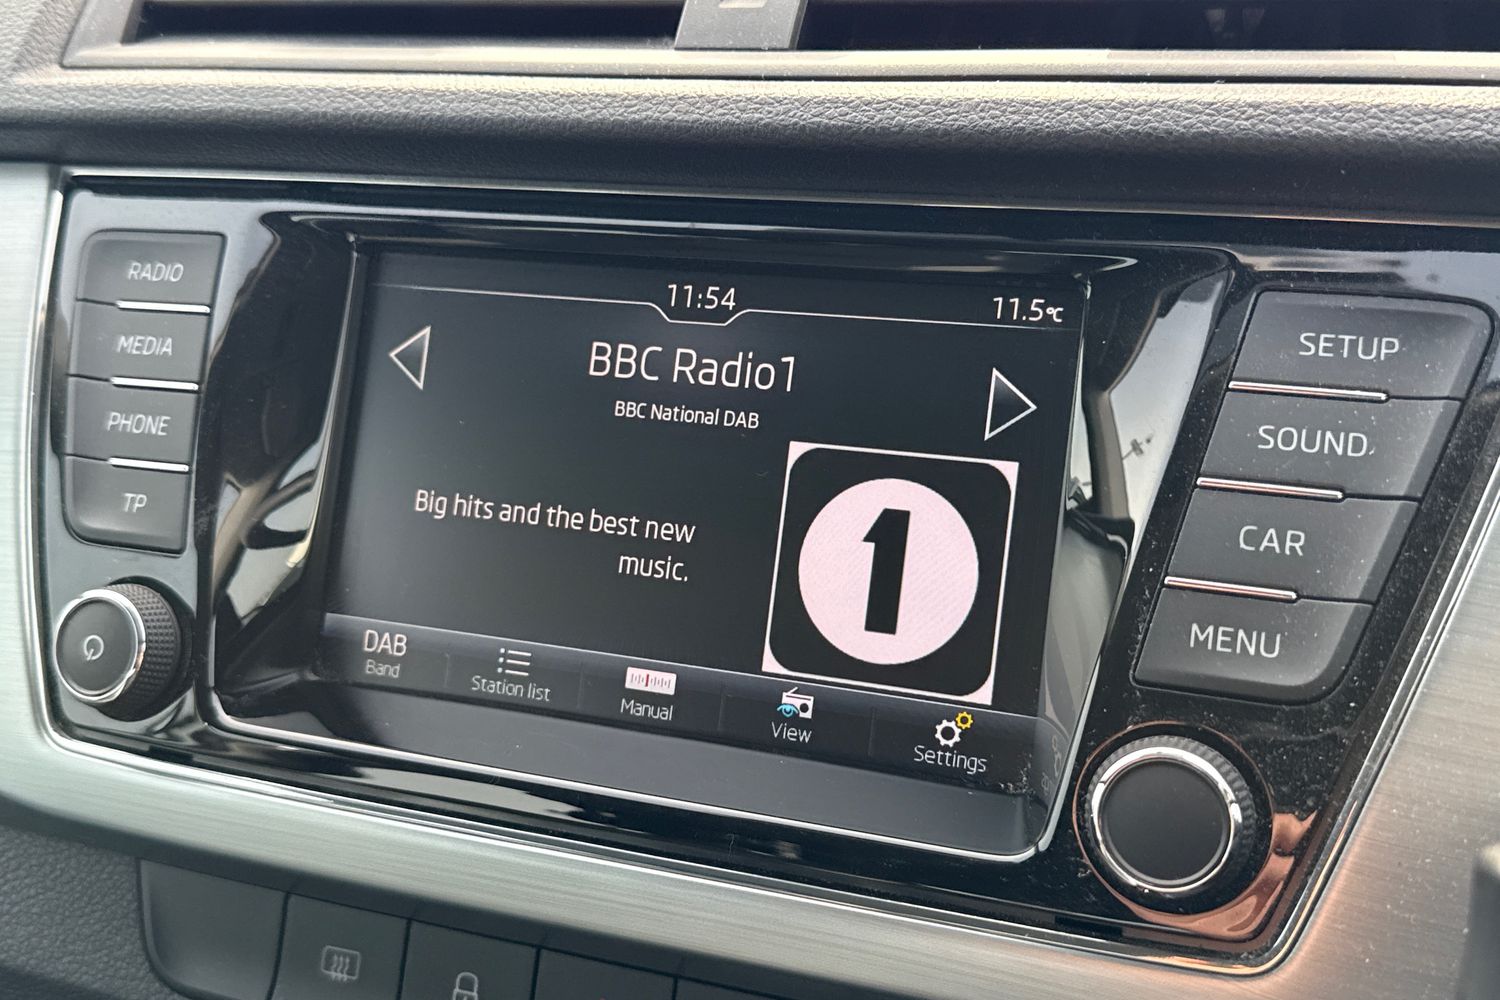 RADIO
MEDIA
PHONE
TP
11:54
11.5°C
BBC Radio1
BBC National DAB
Big hits and the best new
music.
1
DAB
Band
Station list
Manual
View
Settings
SETUP
SOUND
CAR
MENU